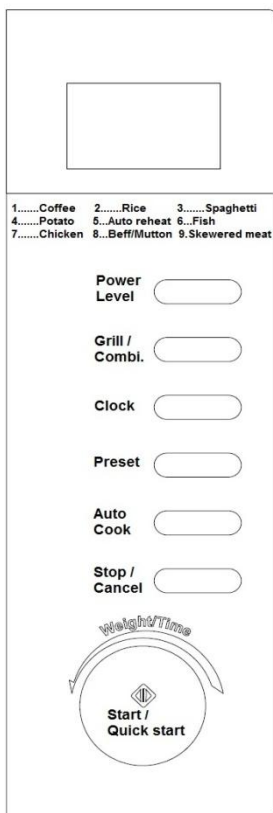 1.......Coffee 2.......Rice 3.......Spaghetti
4.......Potato 5...Auto reheat 6...Fish
7.......Chicken 8...Beff/Mutton 9.Skewered meat
Power
Level
Grill /
Combi.
Clock
Preset
Auto
Cook
Stop /
Cancel
Weight/Time
Start /
Quick start